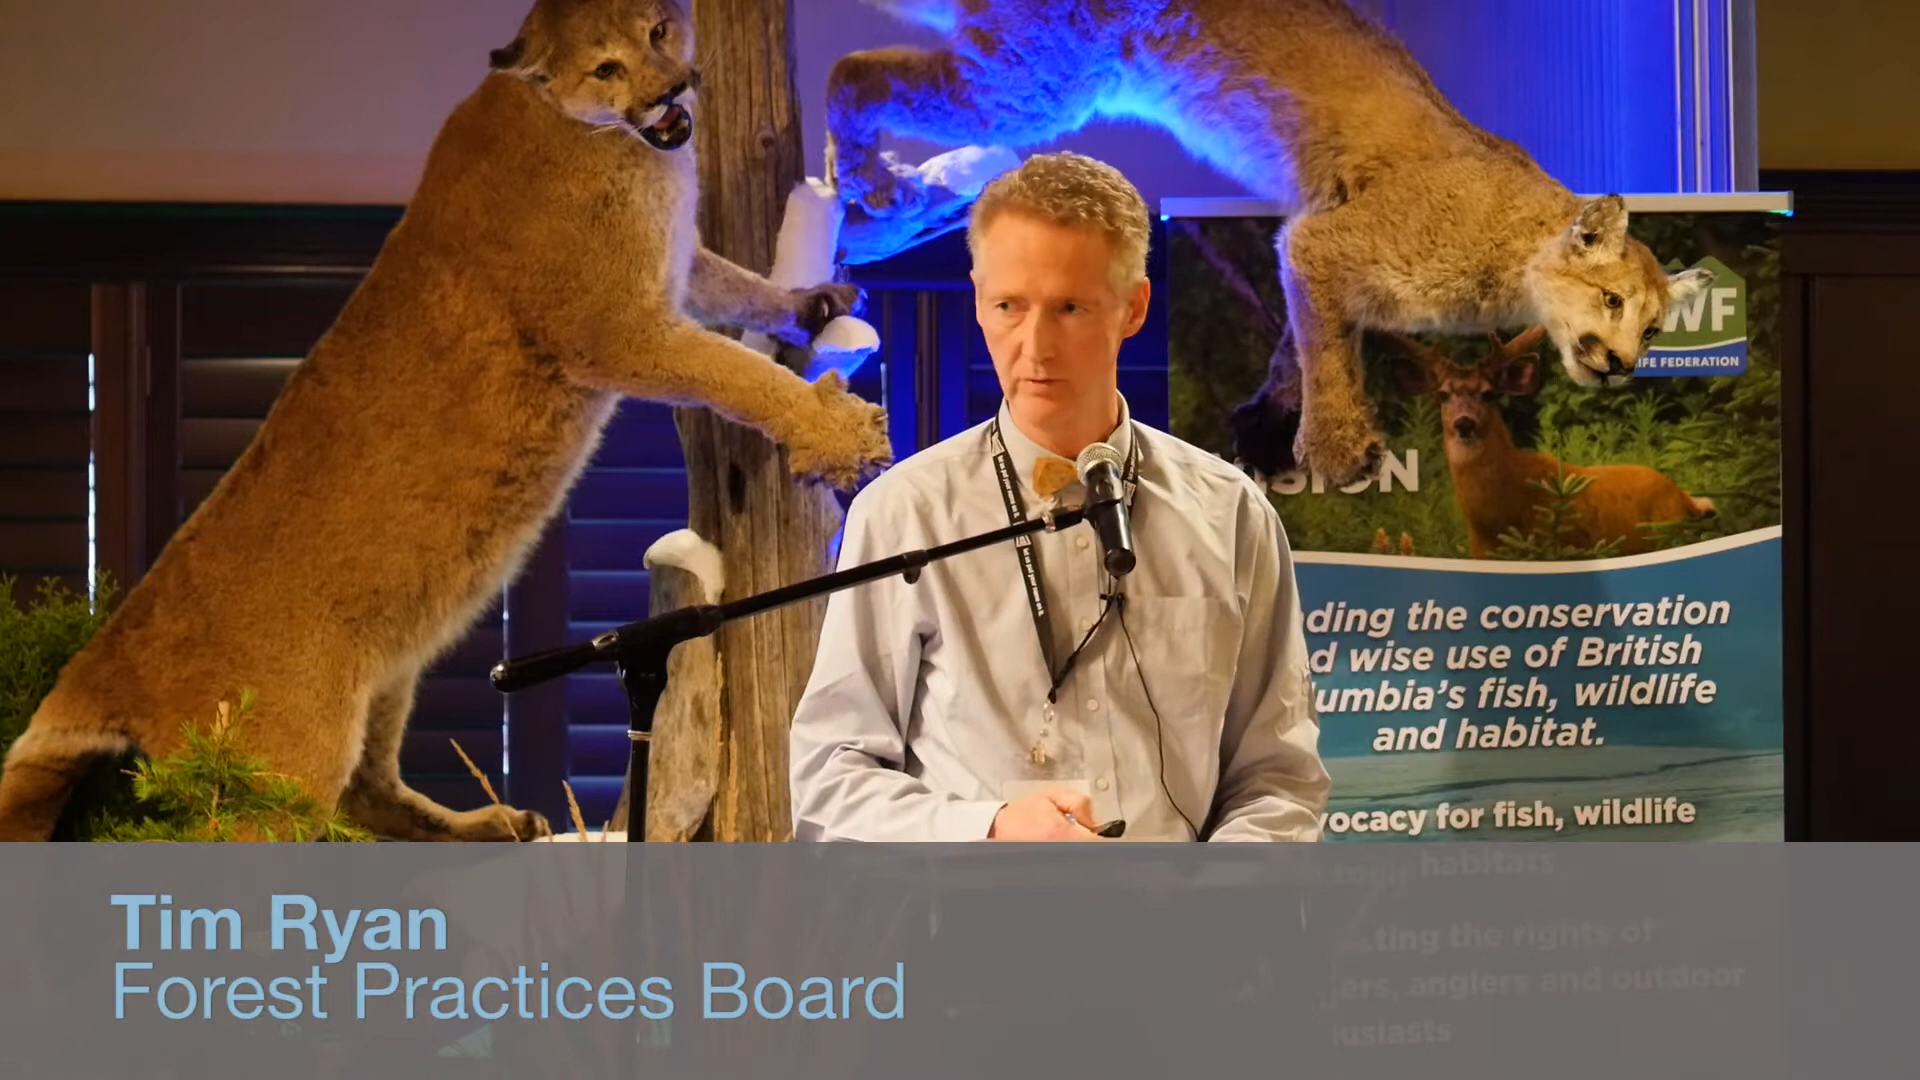 WF
IFE FEDERATION
ISION
ding the conservation
d wise use of British
umbia's fish, wildlife
and habitat.
vocacy for fish, wildlife
habitats
ting the rights of
ers, anglers and outdoor
usiasts
Tim Ryan
Forest Practices Board